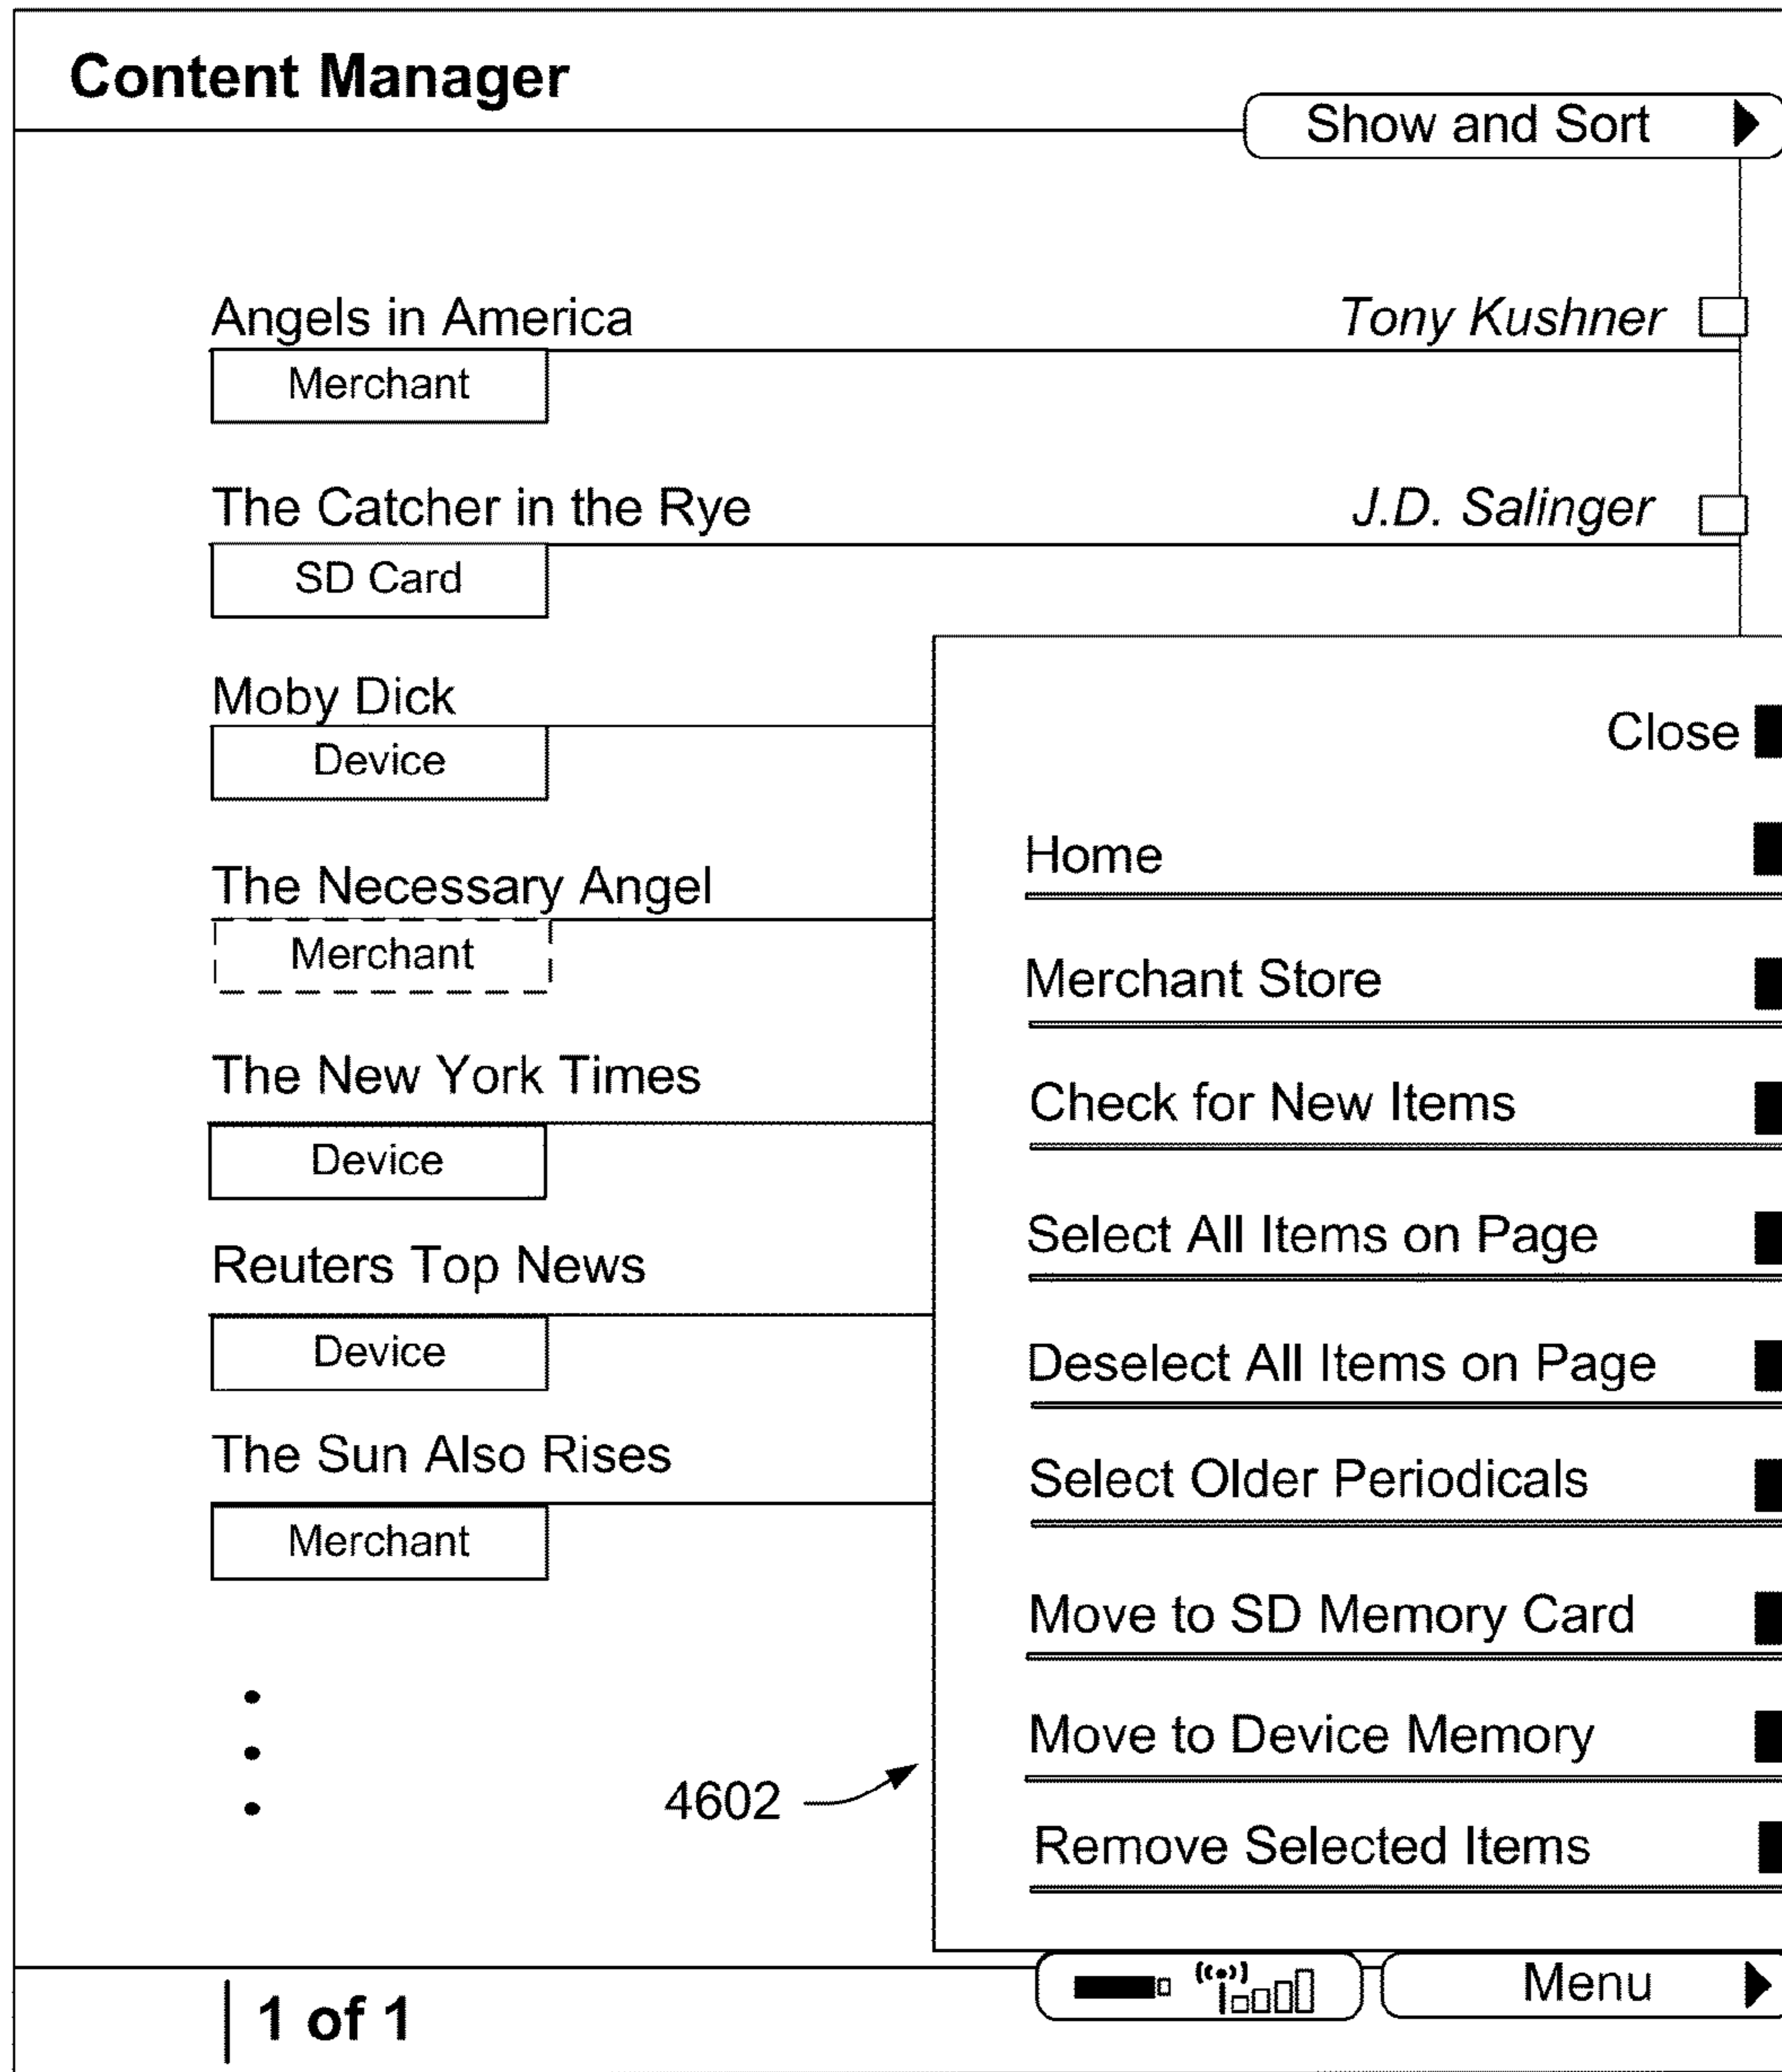 Content Manager
Show and Sort
Angels in America Tony Kushner
Merchant
The Catcher in the Rye J.D. Salinger
SD Card
Moby Dick
Device
The Necessary Angel
Merchant
The New York Times
Device
Reuters Top News
Device
The Sun Also Rises
Merchant
Close
Home
Merchant Store
Check for New Items
Select All Items on Page
Deselect All Items on Page
Select Older Periodicals
Move to SD Memory Card
Move to Device Memory
Remove Selected Items
4602
1 of 1
Menu